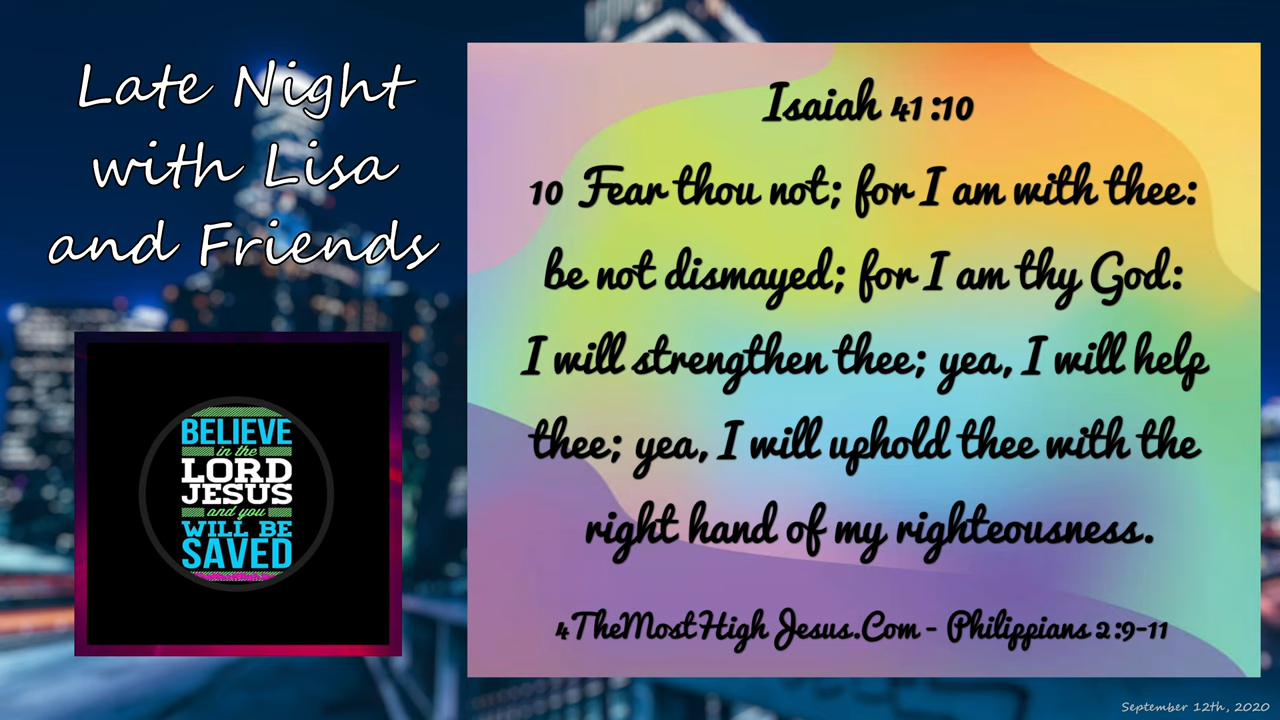 Late Night
with Lisa
and Friends
BELIEVE
in the
LORD
JESUS
and you
WILL BE
SAVED
Isaiah 41:10
10 Fear thou not; for I am with thee:
be not dismayed; for I am thy God:
I will strengthen thee; yea, I will help
thee; yea, I will uphold thee with the
right hand of my righteousness.
4TheMostHigh Jesus.Com - Philippians 2:9-11
September 12th, 2020